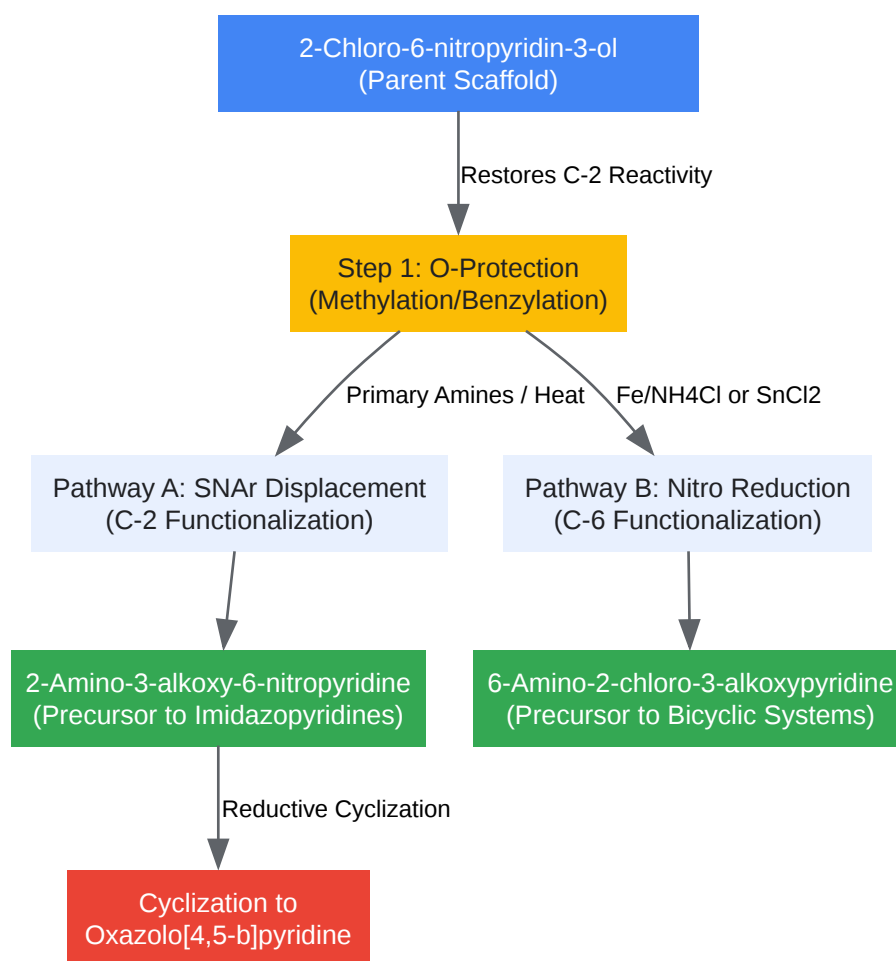 2-Chloro-6-nitropyridin-3-ol
(Parent Scaffold)
Restores C-2 Reactivity
Step 1: O-Protection
(Methylation/Benzylation)
Primary Amines / Heat
Fe/NH4Cl or SnCl2
Pathway A: SNAr Displacement
(C-2 Functionalization)
Pathway B: Nitro Reduction
(C-6 Functionalization)
2-Amino-3-alkoxy-6-nitropyridine
(Precursor to Imidazopyridines)
6-Amino-2-chloro-3-alkoxypyridine
(Precursor to Bicyclic Systems)
Reductive Cyclization
Cyclization to
Oxazolo[4,5-b]pyridine